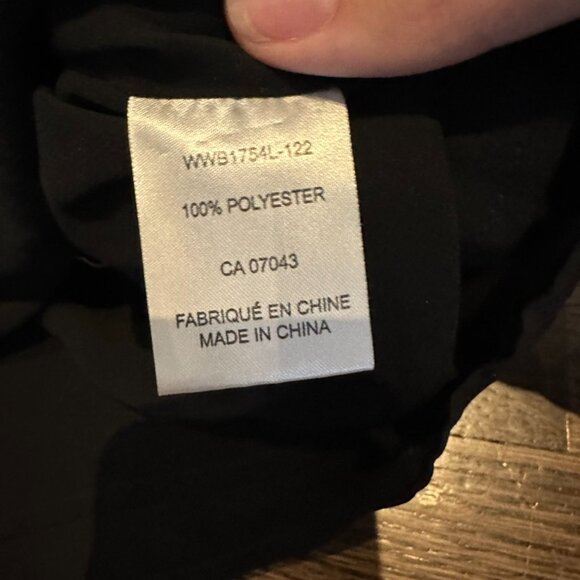 WWB1754L-122
100% POLYESTER
CA 07043
FABRIQUÉ EN CHINE
MADE IN CHINA